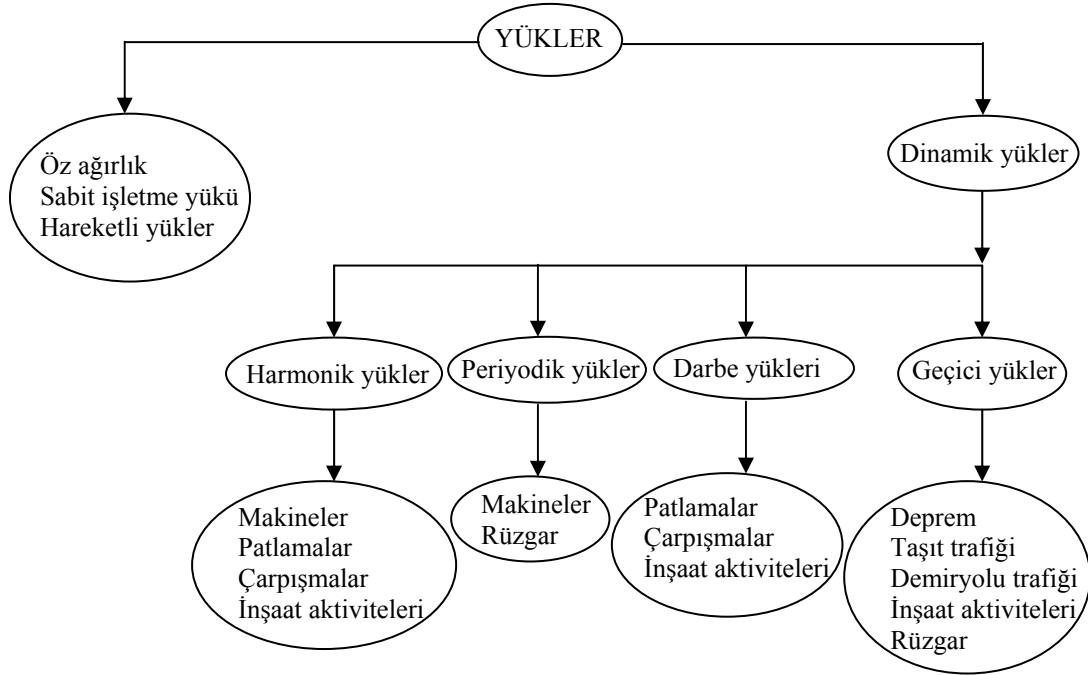 YÜKLER
Öz ağırlık
Sabit işletme yükü
Hareketli yükler
Dinamik yükler
Harmonik yükler
Periyodik yükler
Darbe yükleri
Geçici yükler
Makineler
Patlamalar
Çarpışmalar
İnşaat aktiviteleri
Makineler
Rüzgar
Patlamalar
Çarpışmalar
İnşaat aktiviteleri
Deprem
Taşıt trafiği
Demiryolu trafiği
İnşaat aktiviteleri
Rüzgar